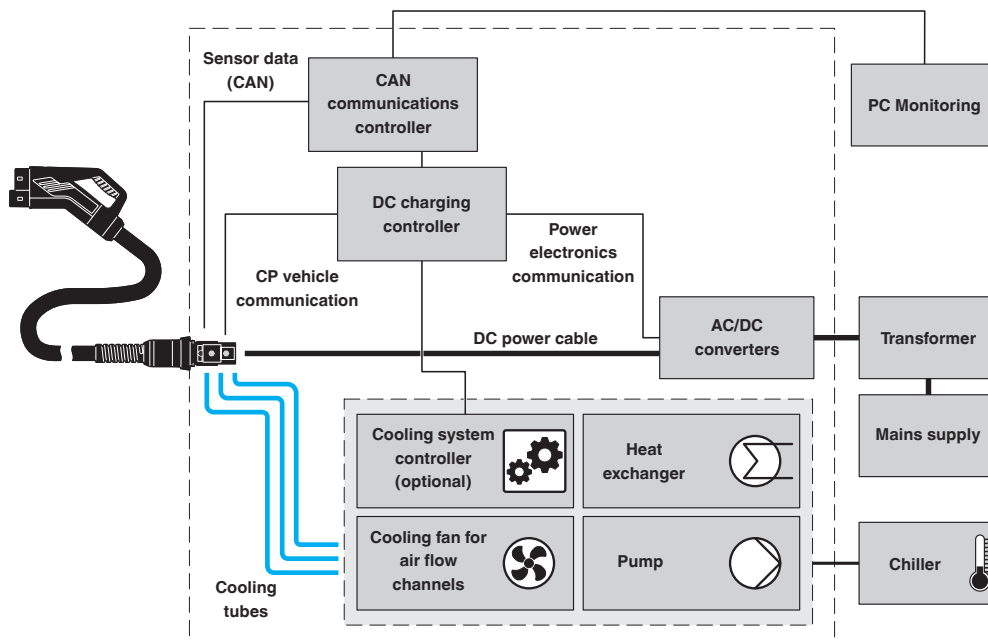 Sensor data
(CAN)
CAN
communications
controller
PC Monitoring
DC charging
controller
Power
electronics
communication
CP vehicle
communication
DC power cable
AC/DC
converters
Transformer
Mains supply
Cooling system
controller
(optional)
Heat
exchanger
Cooling fan for
air flow
channels
Pump
Chiller
Cooling
tubes